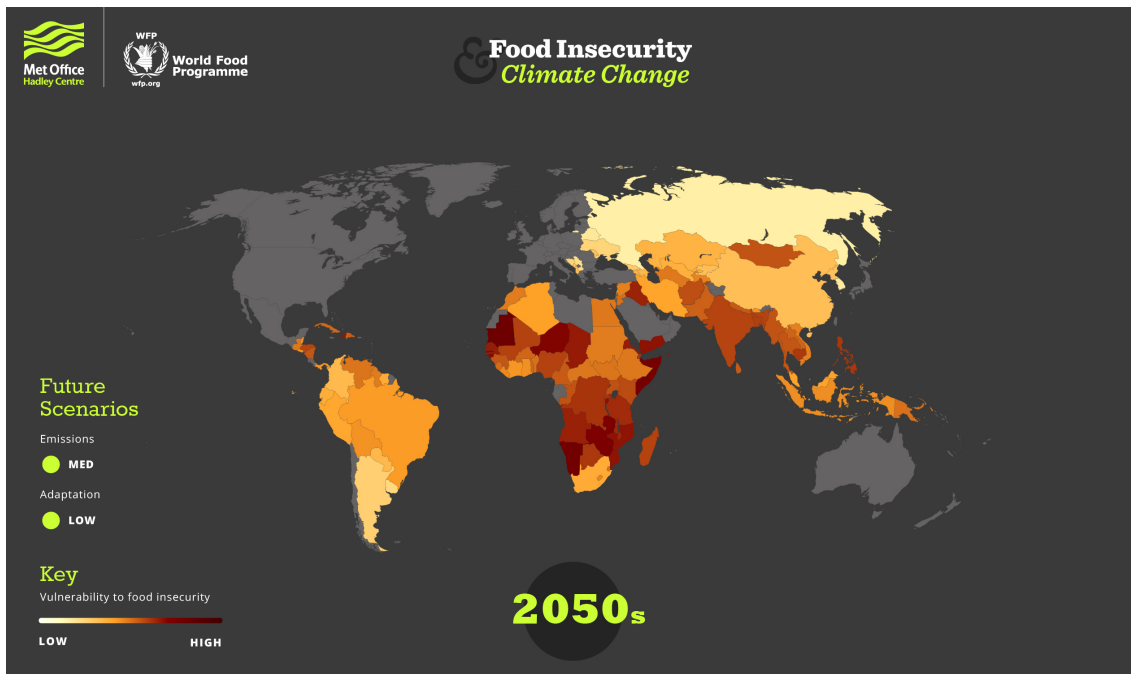 Met Office
Hadley Centre
WFP
wfp.org
World Food
Programme
& Food Insecurity
Climate Change
Future
Scenarios
Emissions
MED
Adaptation
LOW
Key
Vulnerability to food insecurity
LOW
HIGH
2050s